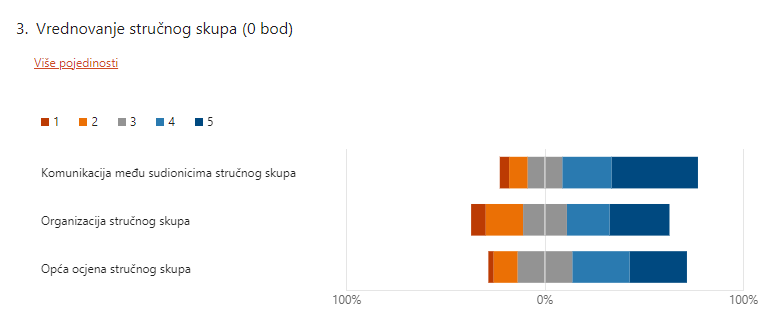 3. Vrednovanje stručnog skupa (0 bod)
Više pojedinosti
1 2 3 4 5
Komunikacija među sudionicima stručnog skupa
Organizacija stručnog skupa
Opća ocjena stručnog skupa
100% 0% 100%